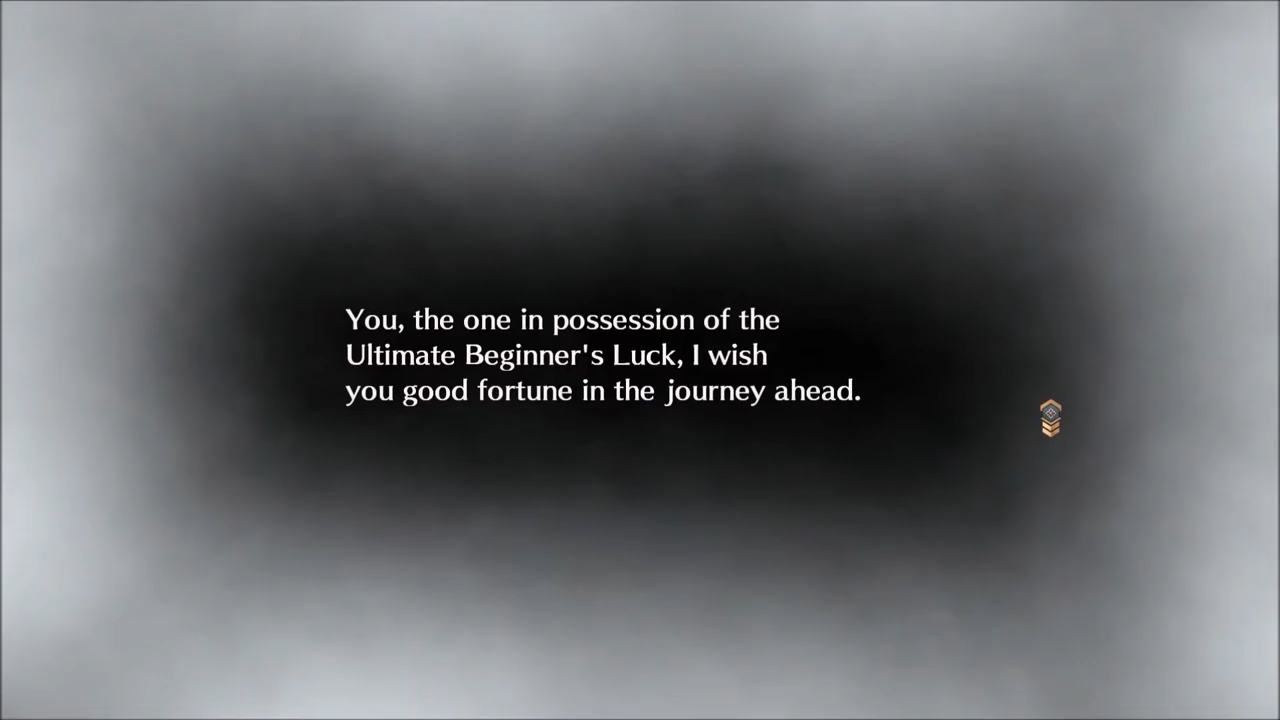 You, the one in possession of the
Ultimate Beginner's Luck, I wish
you good fortune in the journey ahead.